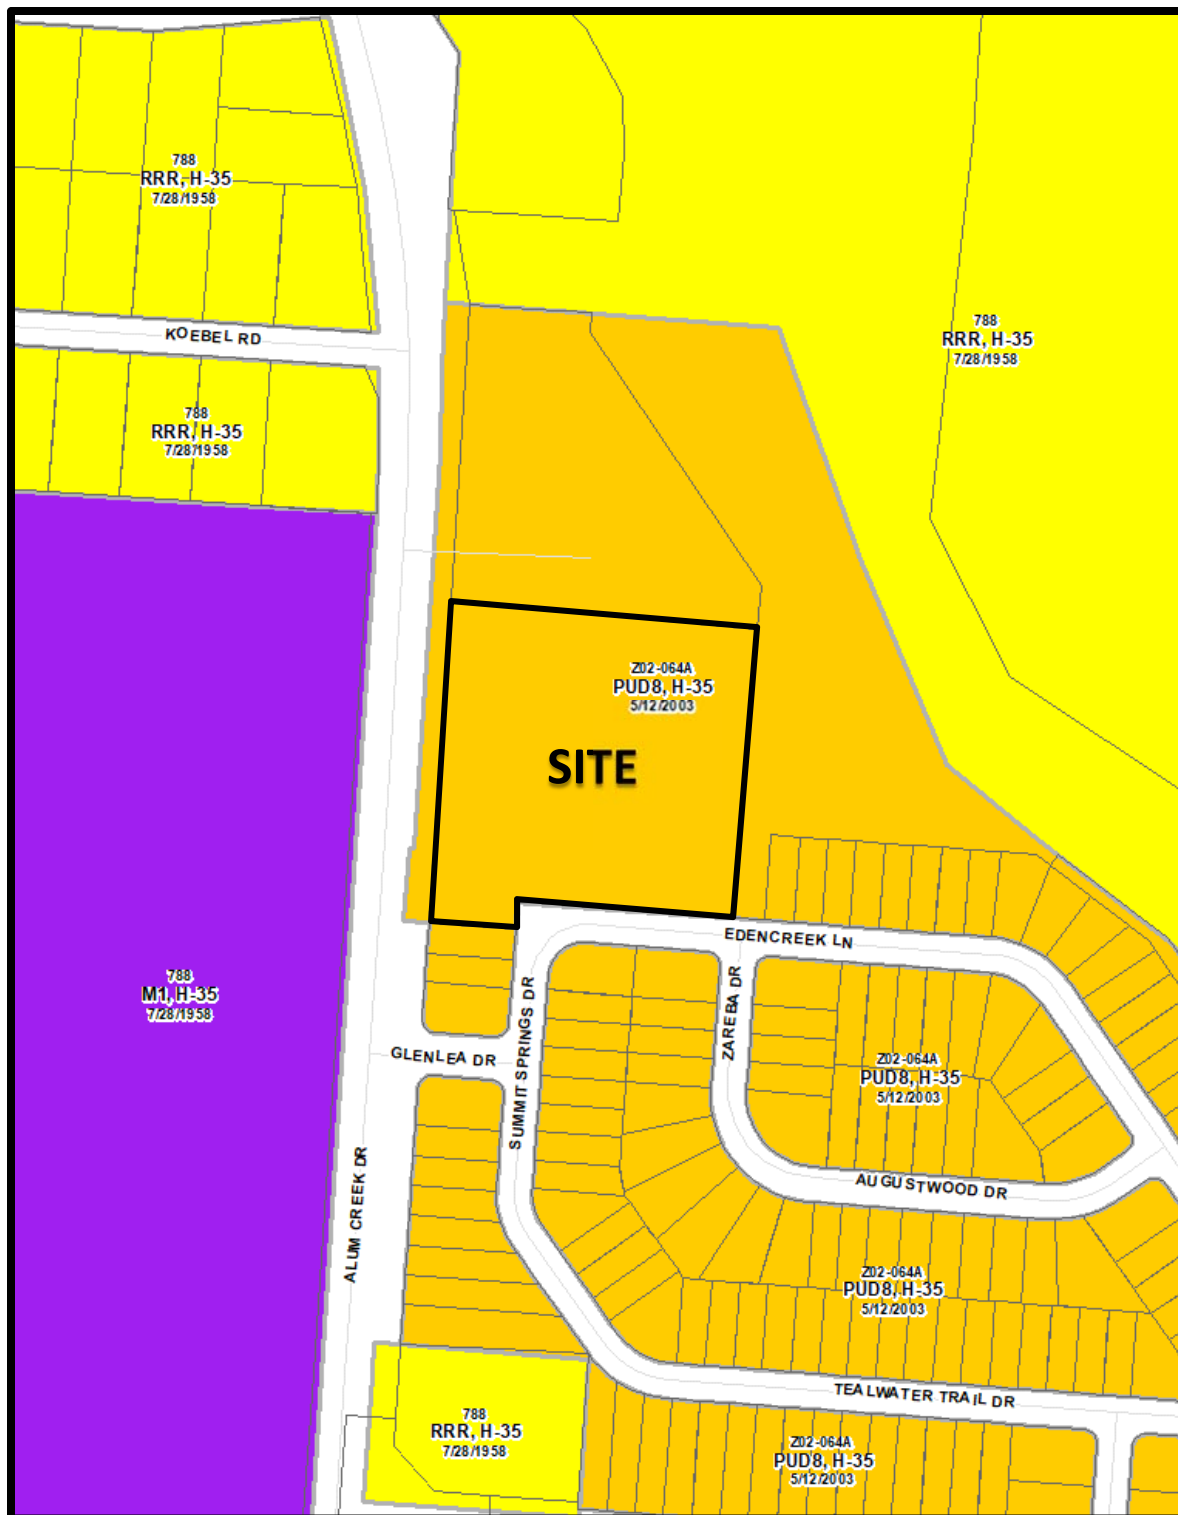 788
RRR, H-35
7/28/1958
KOEBEL RD
788
RRR, H-35
7/28/1958
788
RRR, H-35
7/28/1958
Z02-064A
PUD8, H-35
5/12/2003
SITE
EDENCREEK LN
788
M1, H-35
7/28/1958
SUMMIT SPRINGS DR
ZAREBA DR
GLENLEA DR
Z02-064A
PUD8, H-35
5/12/2003
ALUM CREEK DR
AUGUSTWOOD DR
Z02-064A
PUD8, H-35
5/12/2003
TEALWATER TRAIL DR
788
RRR, H-35
7/28/1958
Z02-064A
PUD8, H-35
5/12/2003